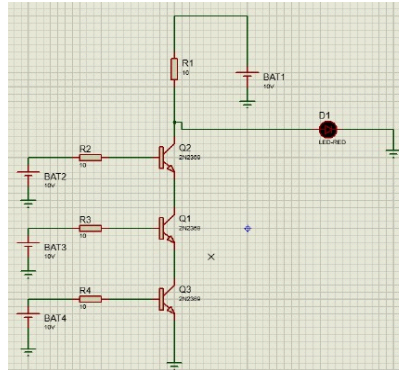 R1
10
BAT1
10V
D1
LED-RED
R2
10
Q2
2N2369
BAT2
10V
R3
10
Q1
2N2369
BAT3
10V
R4
10
Q3
2N2369
BAT4
10V